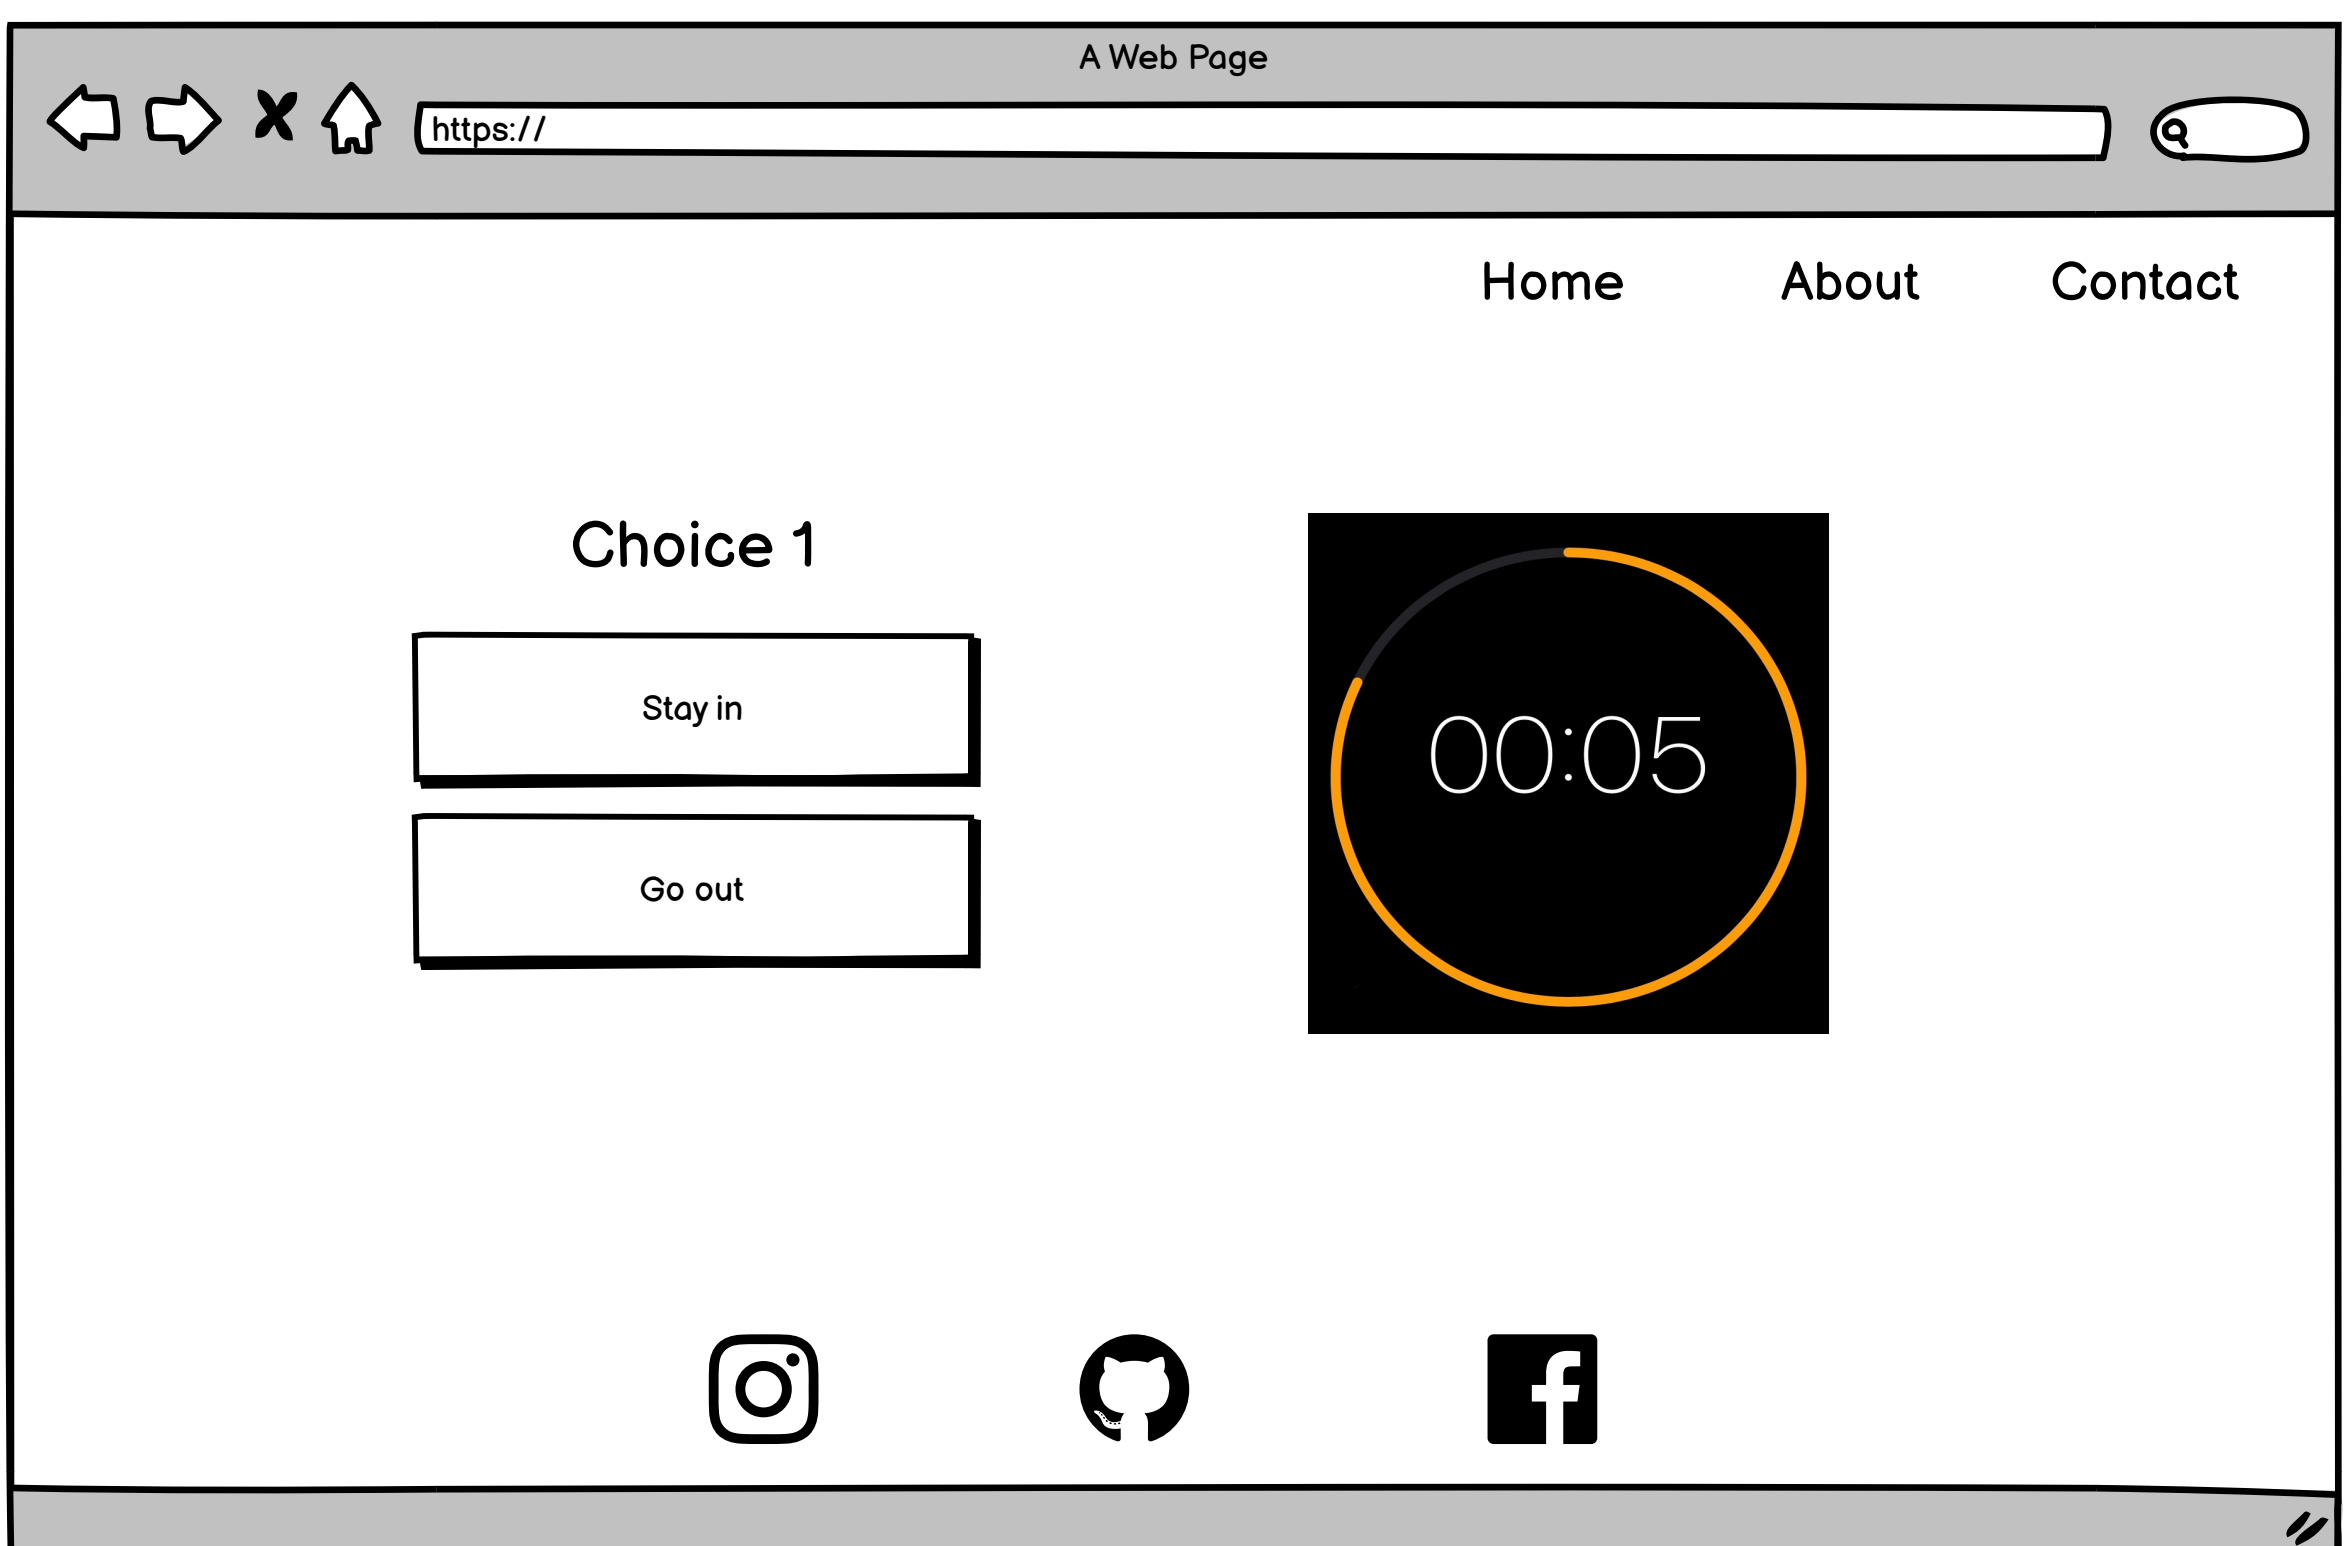 A Web Page
https://
Home About Contact
Choice 1
Stay in
Go out
00:05